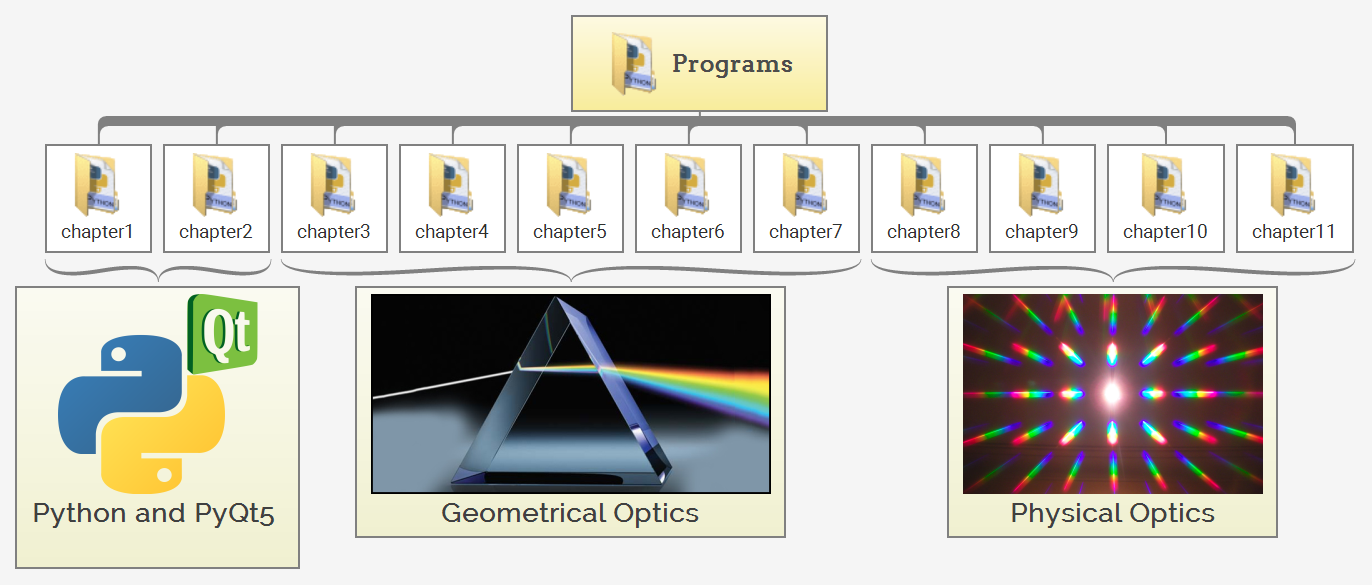 Programs
chapter1
chapter2
chapter3
chapter4
chapter5
chapter6
chapter7
chapter8
chapter9
chapter10
chapter11
Qt
Python and PyQt5
Geometrical Optics
Physical Optics